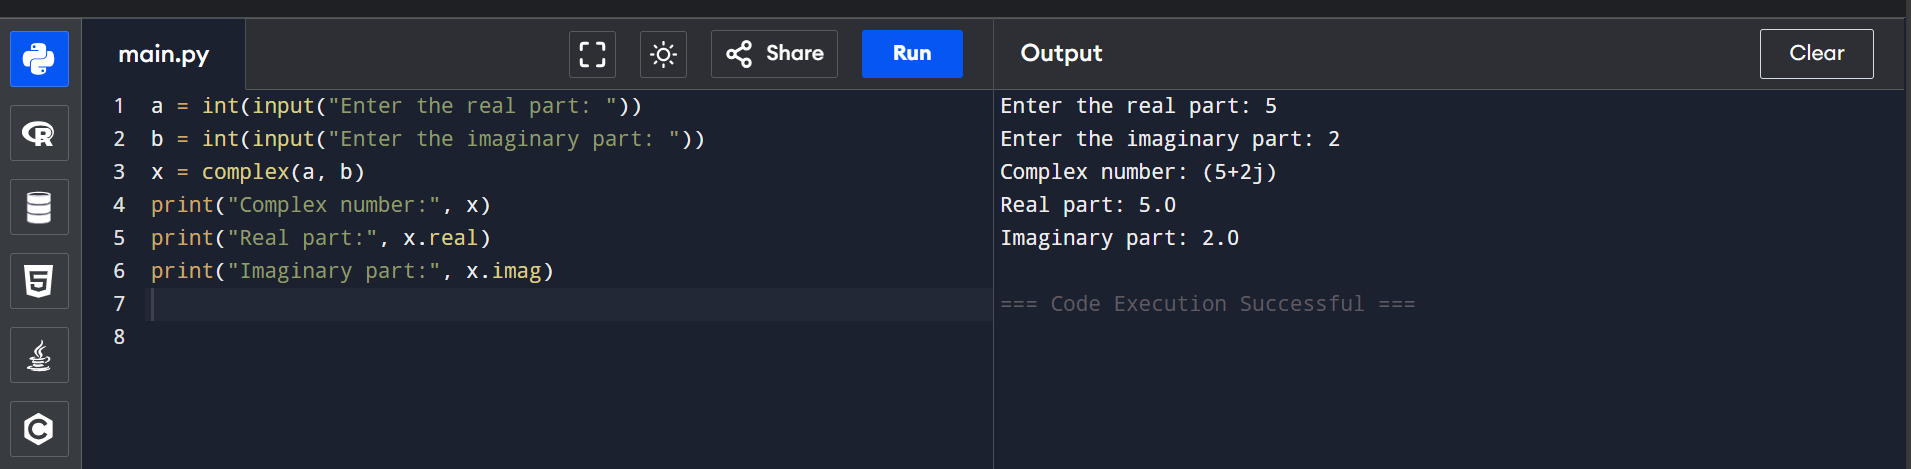 main.py
Share
Run
Output
Clear
1 a = int(input("Enter the real part: "))
2 b = int(input("Enter the imaginary part: "))
3 x = complex(a, b)
4 print("Complex number:", x)
5 print("Real part:", x.real)
6 print("Imaginary part:", x.imag)
7
8
Enter the real part: 5
Enter the imaginary part: 2
Complex number: (5+2j)
Real part: 5.0
Imaginary part: 2.0
=== Code Execution Successful ===
R
5
C